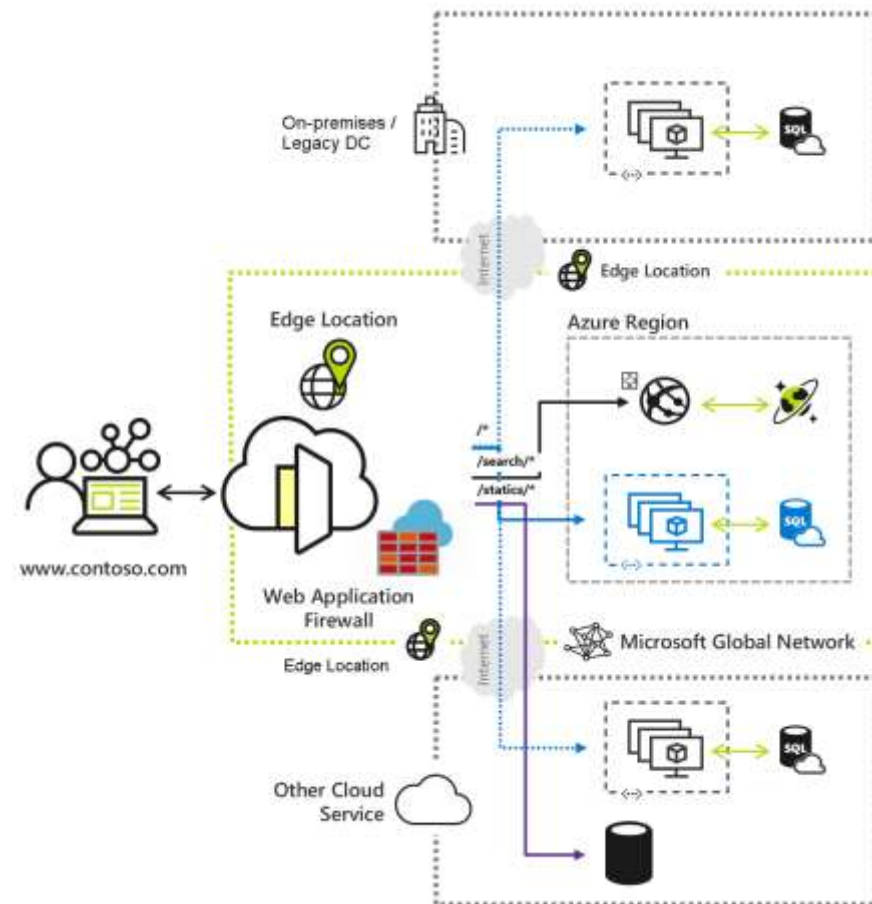 On-premises /
Legacy DC
SQL
Internet
Edge Location
Edge Location
Azure Region
/*
/search/*
/statics/*
SQL
www.contoso.com
Web Application
Firewall
Internet
Microsoft Global Network
Edge Location
SQL
Other Cloud
Service